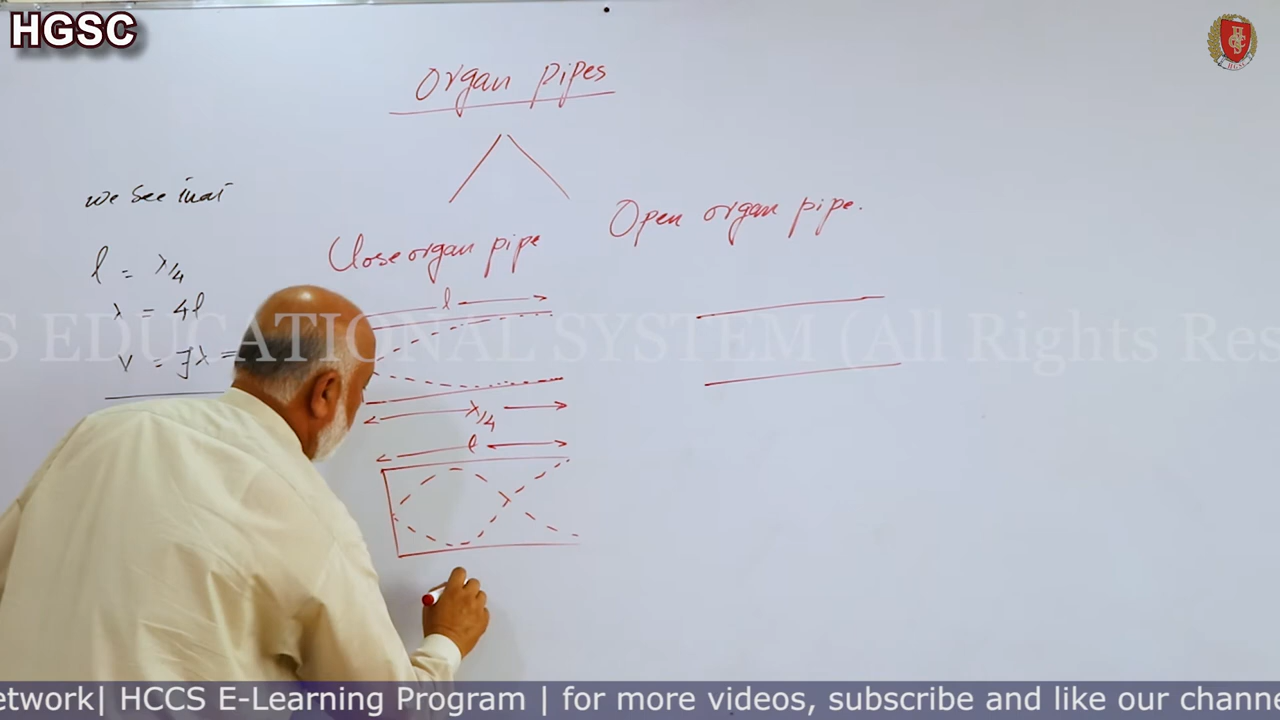 HGSC
Organ pipes
we see that
Open organ pipe.
Close organ pipe
l = λ/4
l
λ = 4l
S EDUCATIONAL SYSTEM (All Rights Res
v = fλ =
λ/4
l
etwork| HCCS E-Learning Program | for more videos, subscribe and like our channe